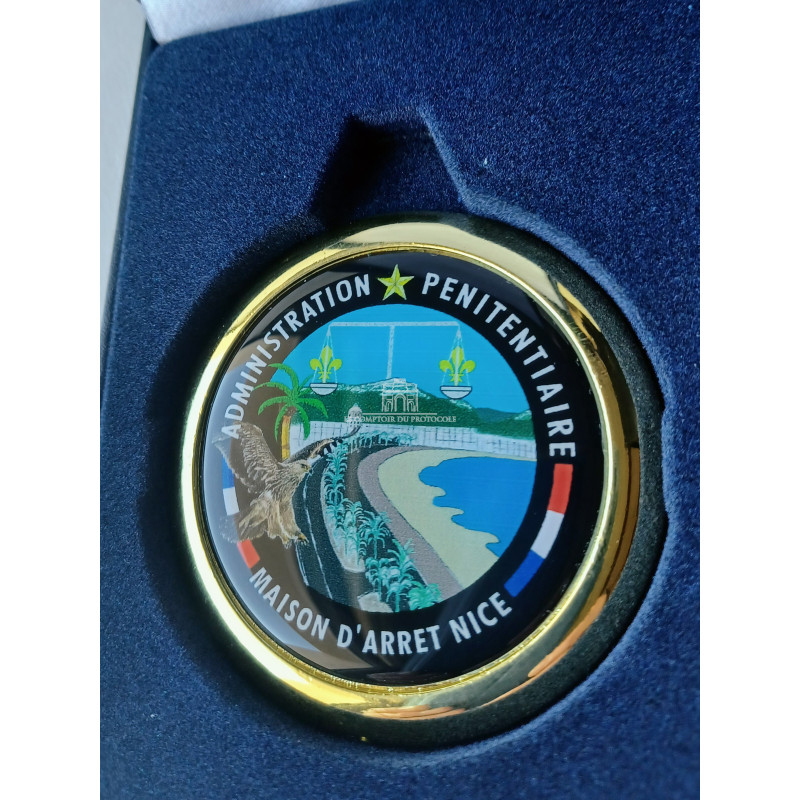 ADMINISTRATION ★ PENITENTIAIRE
COMPTOIR DU PROTOCOLE
MAISON D'ARRET NICE